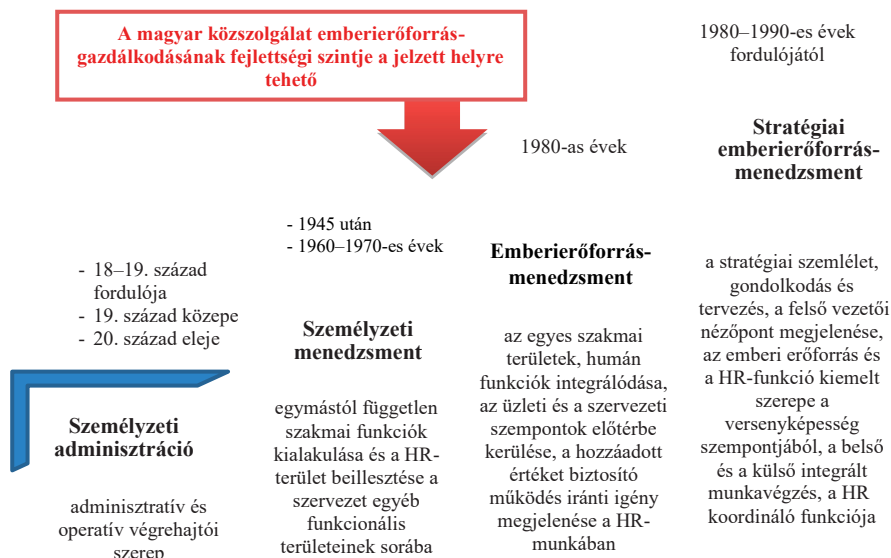 A magyar közszolgálat emberierőforrás-
gazdálkodásának fejlettségi szintje a jelzett helyre
tehető
- 18–19. század
fordulója
- 19. század közepe
- 20. század eleje
Személyzeti
adminisztráció
adminisztratív és
operatív végrehajtói
szerep
- 1945 után
- 1960–1970-es évek
Személyzeti
menedzsment
egymástól független
szakmai funkciók
kialakulása és a HR-
terület beillesztése a
szervezet egyéb
funkcionális
területeinek sorába
1980-as évek
Emberierőforrás-
menedzsment
az egyes szakmai
területek, humán
funkciók integrálódása,
az üzleti és a szervezeti
szempontok előtérbe
kerülése, a hozzáadott
értéket biztosító
működés iránti igény
megjelenése a HR-
munkában
1980–1990-es évek
fordulójától
Stratégiai
emberierőforrás-
menedzsment
a stratégiai szemlélet,
gondolkodás és
tervezés, a felső vezetői
nézőpont megjelenése,
az emberi erőforrás és
a HR-funkció kiemelt
szerepe a
versenyképesség
szempontjából, a belső
és a külső integrált
munkavégzés, a HR
koordináló funkciója